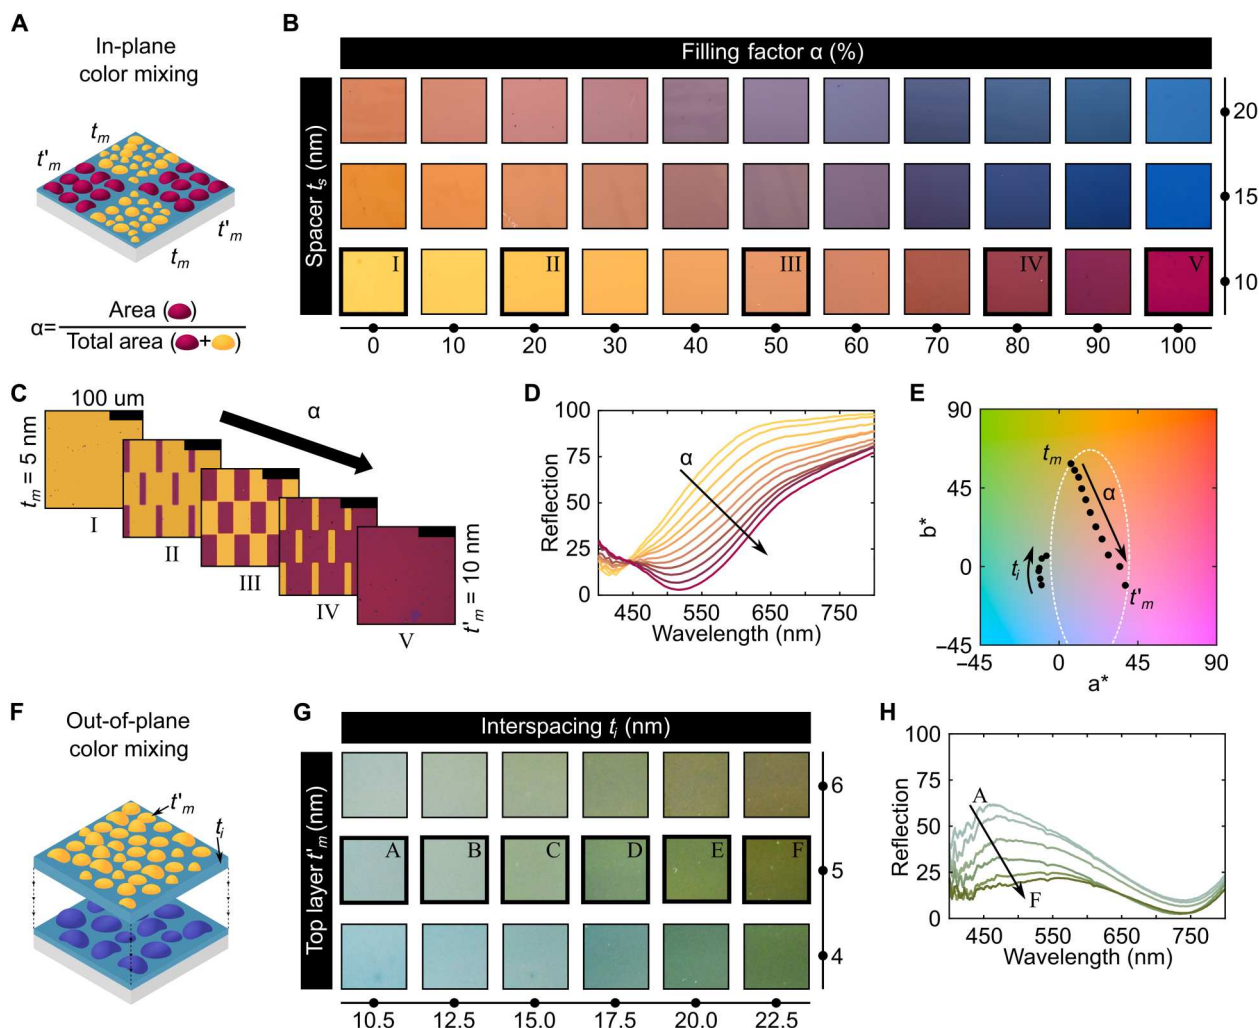 A
In-plane
color mixing
t_m
t'_m
t'_m
t_m
Area ( )
α=
Total area ( + )
B
Filling factor α (%)
Spacer t_s (nm)
I
II
III
IV
V
20
15
10
0 10 20 30 40 50 60 70 80 90 100
C
100 um
α
t_m = 5 nm
I
II
III
IV
V
t'_m = 10 nm
D
100
75
50
25
0
Reflection
α
450 550 650 750
Wavelength (nm)
E
90
45
0
-45
b*
t_m
α
t_i
t'_m
-45 0 45 90
a*
F
Out-of-plane
color mixing
t'_m
t_i
G
Interspacing t_i (nm)
Top layer t'_m (nm)
A B C D E F
6
5
4
10.5 12.5 15.0 17.5 20.0 22.5
H
100
75
50
25
0
Reflection
A
F
450 550 650 750
Wavelength (nm)